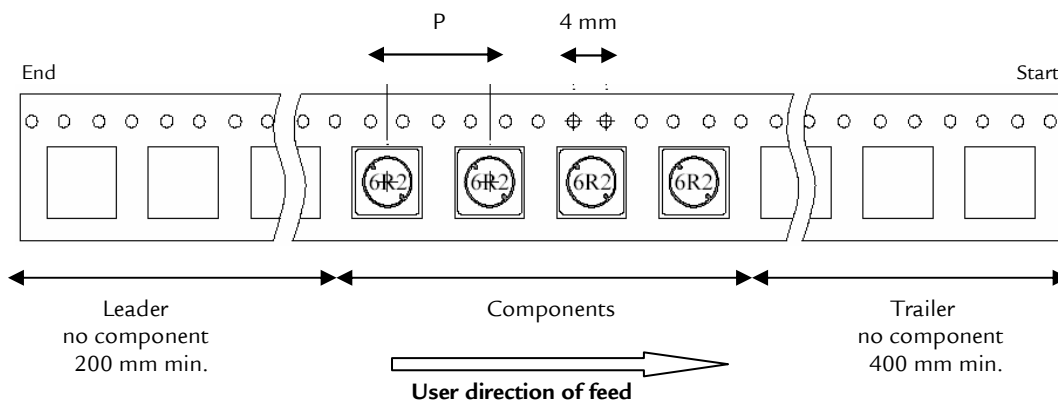 P
4 mm
End
Start
6R2
6R2
6R2
6R2
Leader
no component
200 mm min.
Components
Trailer
no component
400 mm min.
User direction of feed